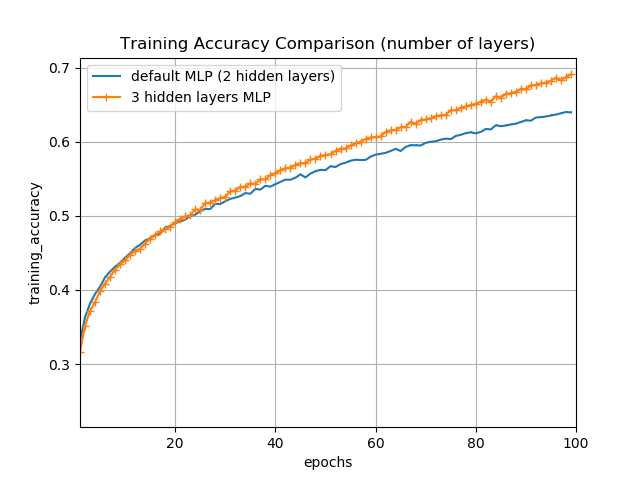 Training Accuracy Comparison (number of layers)
default MLP (2 hidden layers)
3 hidden layers MLP
training_accuracy
0.7
0.6
0.5
0.4
0.3
20
40
60
80
100
epochs